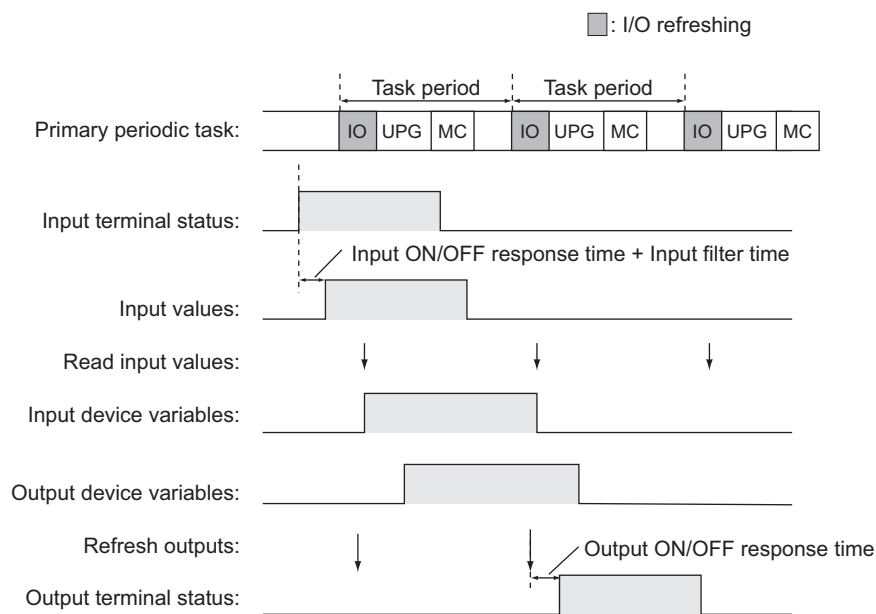 : I/O refreshing
Task period
Task period
Primary periodic task:
IO UPG MC IO UPG MC IO UPG MC
Input terminal status:
Input ON/OFF response time + Input filter time
Input values:
Read input values:
Input device variables:
Output device variables:
Refresh outputs:
Output ON/OFF response time
Output terminal status: